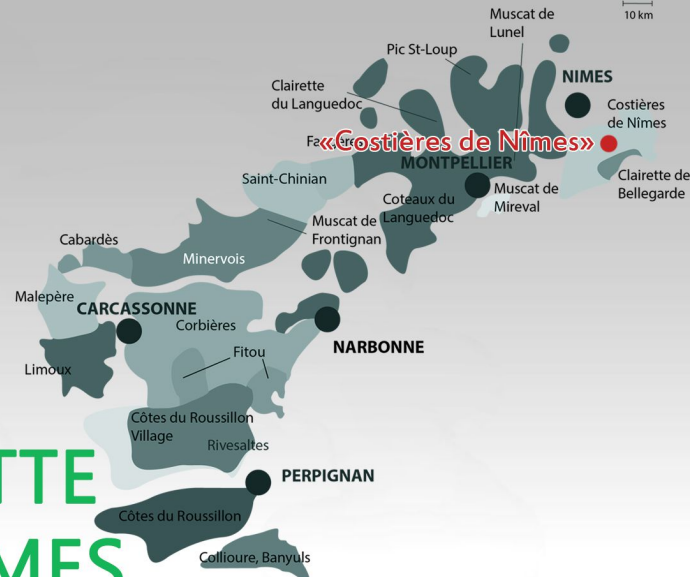 Muscat de
Lunel
10 km
Pic St-Loup
NIMES
Clairette
du Languedoc
Costières
de Nîmes
«Costières de Nîmes»
MONTPELLIER
Clairette de
Bellegarde
Saint-Chinian
Muscat de
Mireval
Coteaux du
Languedoc
Muscat de
Frontignan
Cabardès
Minervois
Malepère
CARCASSONNE
Corbières
NARBONNE
Fitou
Limoux
Côtes du Roussillon
Village
Rivesaltes
TTE
PERPIGNAN
Côtes du Roussillon
MES
Collioure, Banyuls